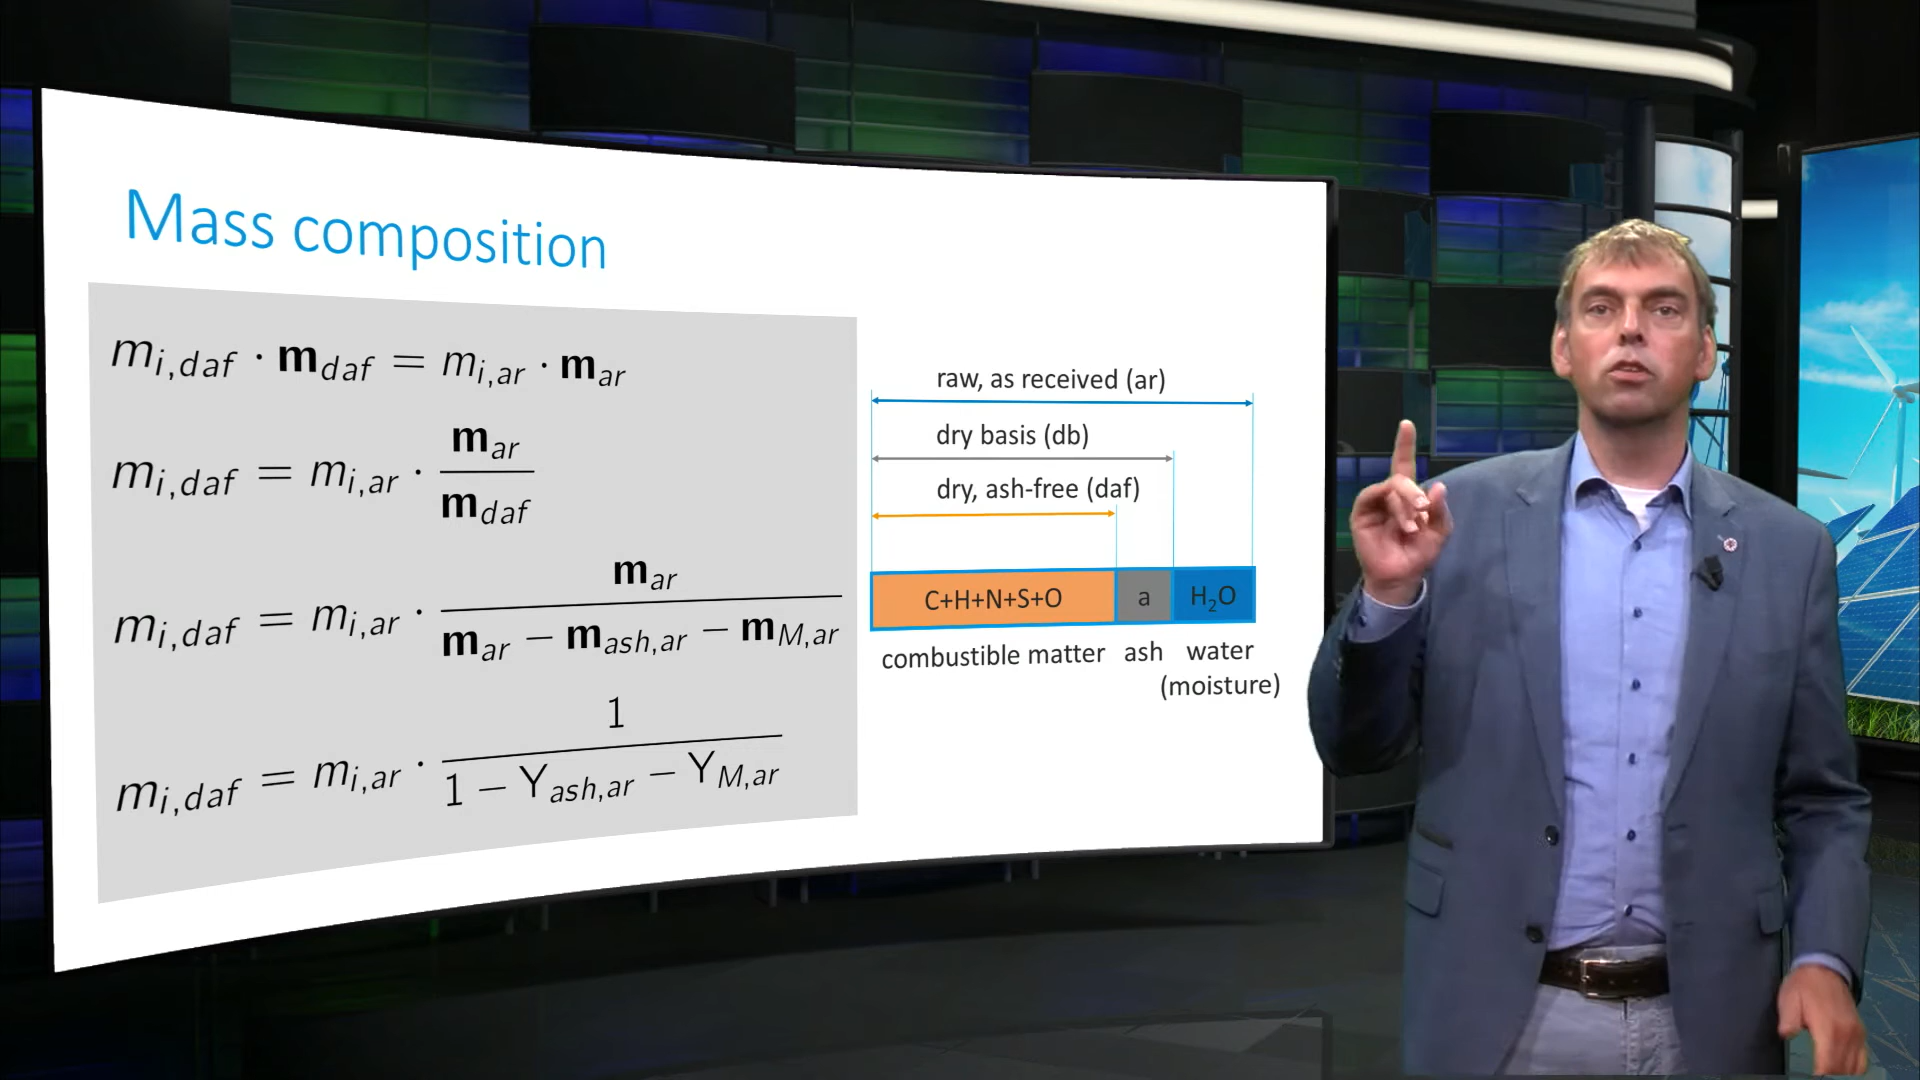 Mass composition
m_{i,daf} · m_{daf} = m_{i,ar} · m_{ar}
m_{i,daf} = m_{i,ar} · \frac{m_{ar}}{m_{daf}}
m_{i,daf} = m_{i,ar} · \frac{m_{ar}}{m_{ar} − m_{ash,ar} − m_{M,ar}}
m_{i,daf} = m_{i,ar} · \frac{1}{1 − Y_{ash,ar} − Y_{M,ar}}
raw, as received (ar)
dry basis (db)
dry, ash-free (daf)
C+H+N+S+O a H₂O
combustible matter ash water
(moisture)